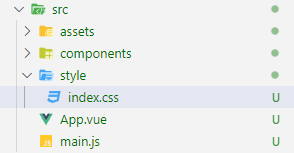 src
assets
components
style
index.css U
App.vue U
main.js U